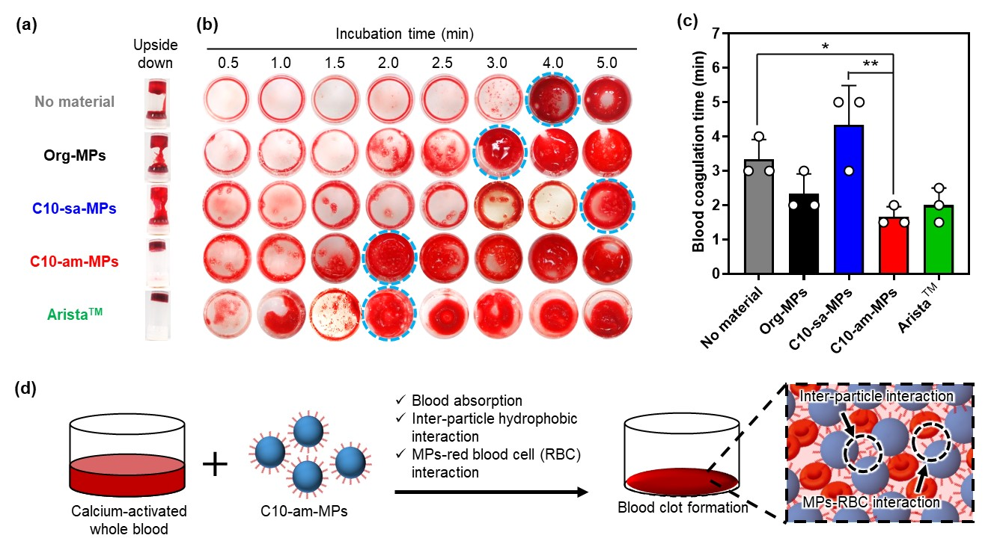 (a)
Upside
down
No material
Org-MPs
C10-sa-MPs
C10-am-MPs
Arista™
(b)
Incubation time (min)
0.5 1.0 1.5 2.0 2.5 3.0 4.0 5.0
(c)
Blood coagulation time (min)
7
6
5
4
3
2
1
0
*
**
No material
Org-MPs
C10-sa-MPs
C10-am-MPs
Arista™
(d)
Calcium-activated
whole blood
+
C10-am-MPs
✓ Blood absorption
✓ Inter-particle hydrophobic
interaction
✓ MPs-red blood cell (RBC)
interaction
Blood clot formation
Inter-particle interaction
MPs-RBC interaction